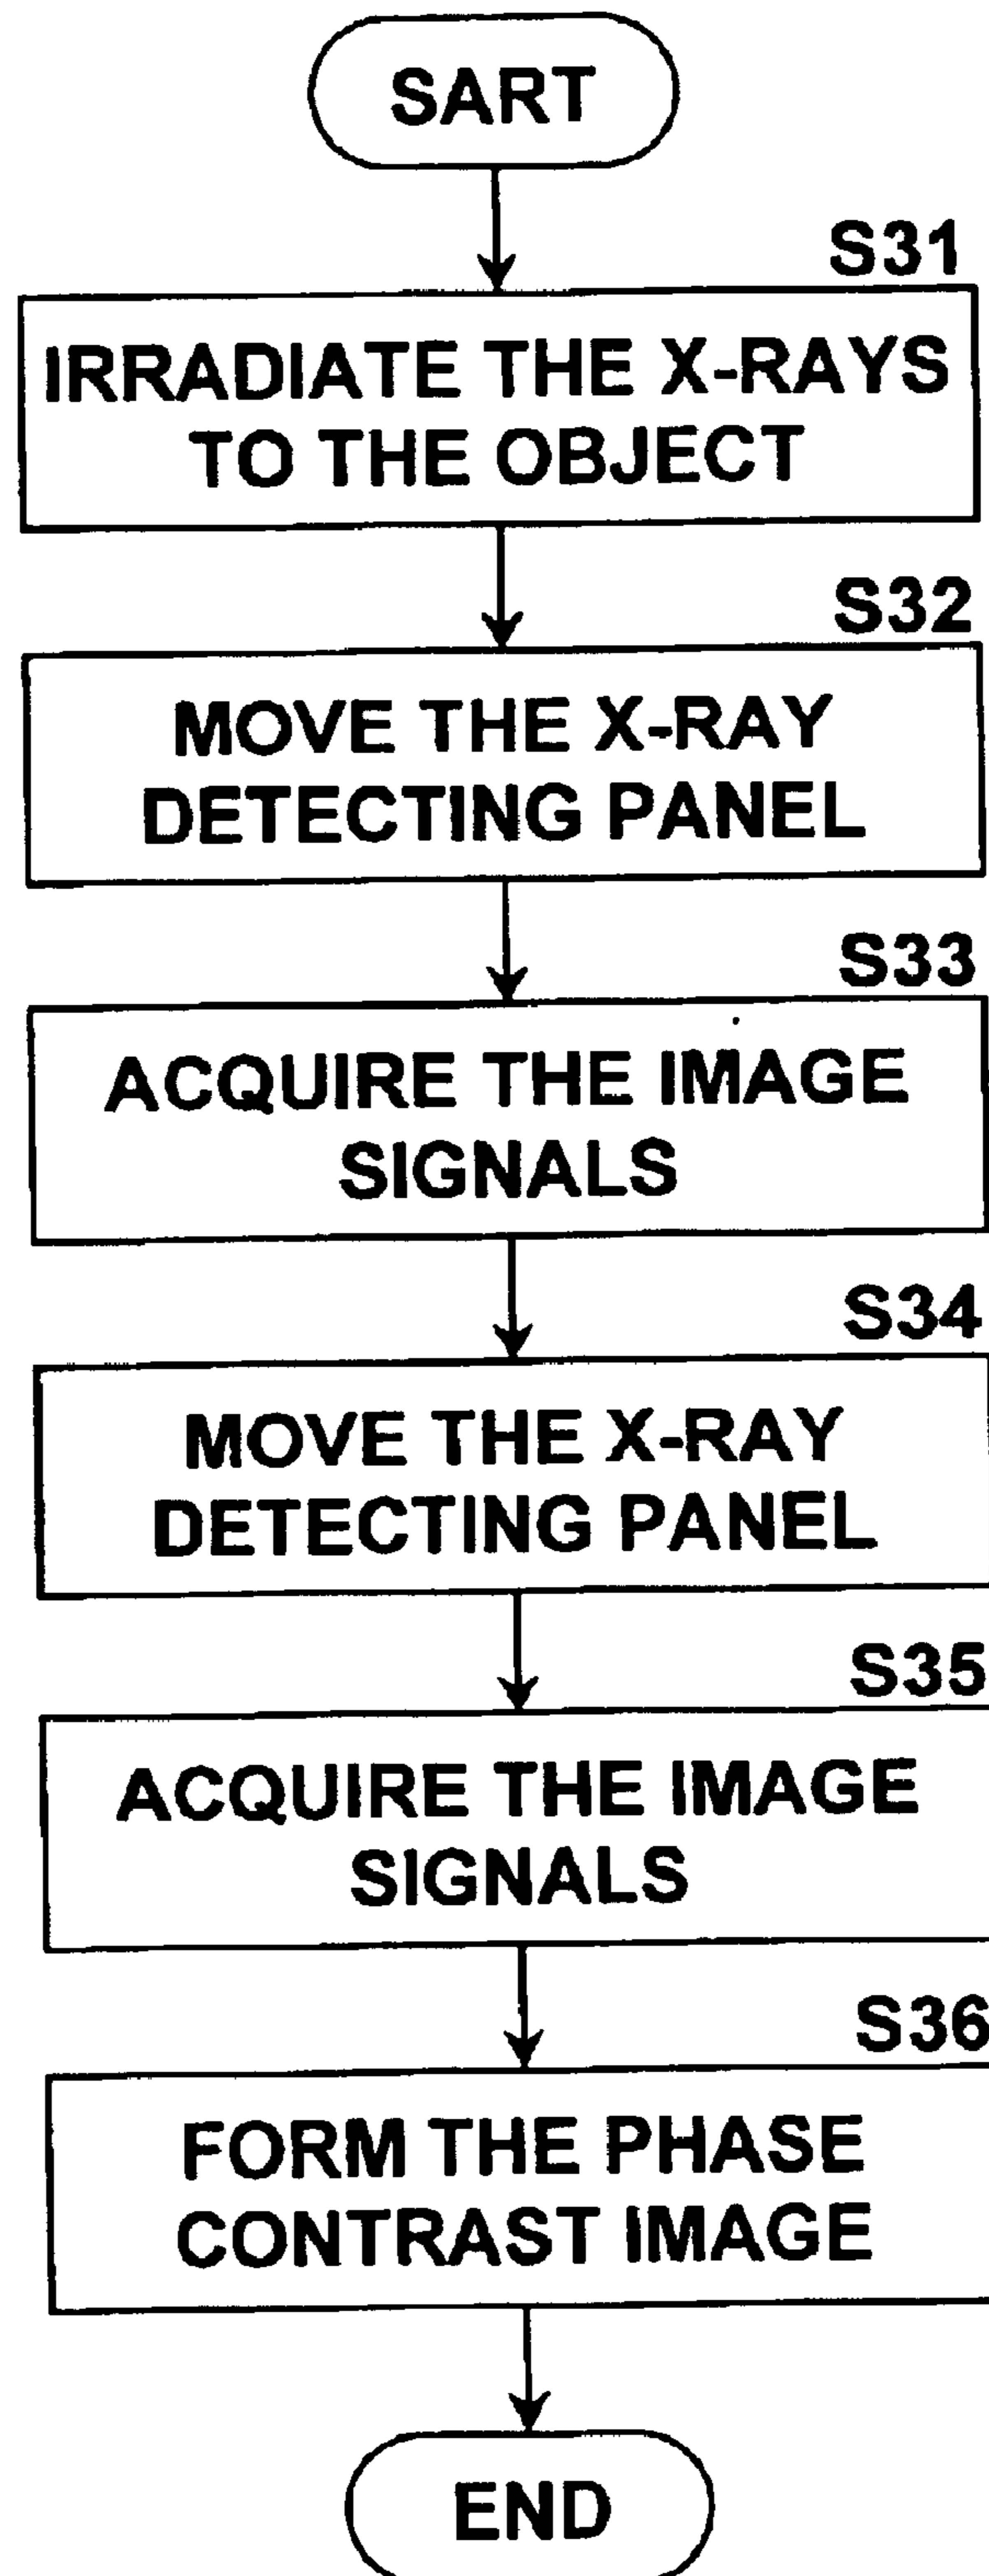 SART
S31
IRRADIATE THE X-RAYS
TO THE OBJECT
S32
MOVE THE X-RAY
DETECTING PANEL
S33
ACQUIRE THE IMAGE
SIGNALS
S34
MOVE THE X-RAY
DETECTING PANEL
S35
ACQUIRE THE IMAGE
SIGNALS
S36
FORM THE PHASE
CONTRAST IMAGE
END